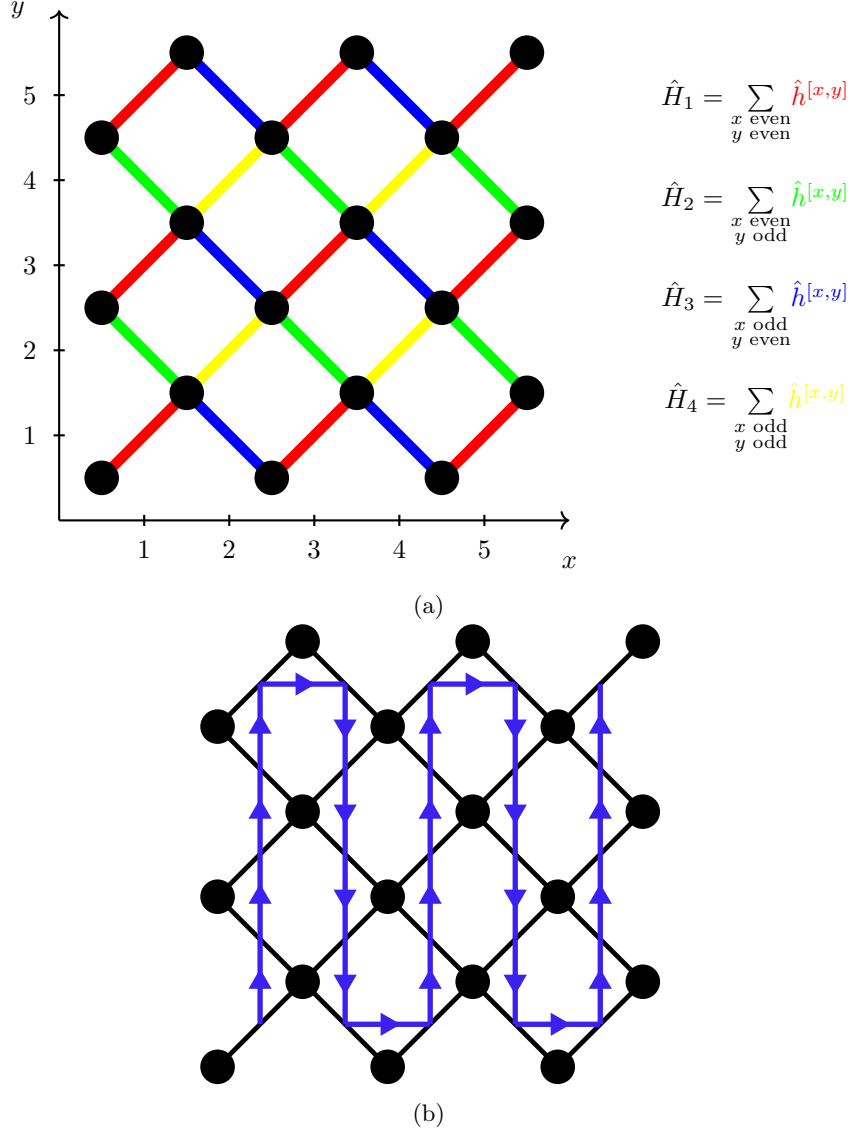 y
5
4
3
2
1
1 2 3 4 5
x
Ĥ₁ = ∑ ĥ^[x,y]
x even
y even
Ĥ₂ = ∑ ĥ^[x,y]
x even
y odd
Ĥ₃ = ∑ ĥ^[x,y]
x odd
y even
Ĥ₄ = ∑ ĥ^[x,y]
x odd
y odd
(a)
(b)